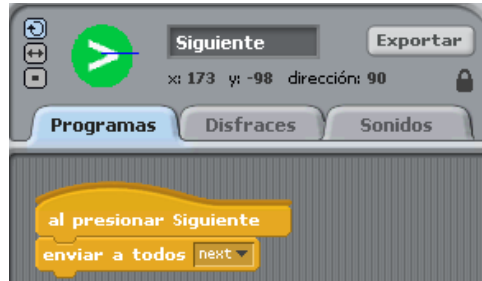 Siguiente
Exportar
x: 173 y: -98 dirección: 90
Programas
Disfraces
Sonidos
al presionar Siguiente
enviar a todos next